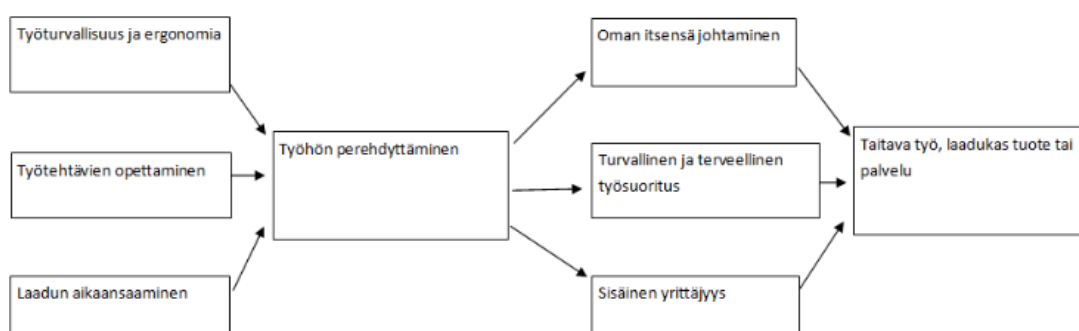 Työturvallisuus ja ergonomia
Työtehtävien opettaminen
Laadun aikaansaaminen
Työhön perehdyttäminen
Oman itsensä johtaminen
Turvallinen ja terveellinen
työsuoritus
Sisäinen yrittäjyys
Taitava työ, laadukas tuote tai
palvelu